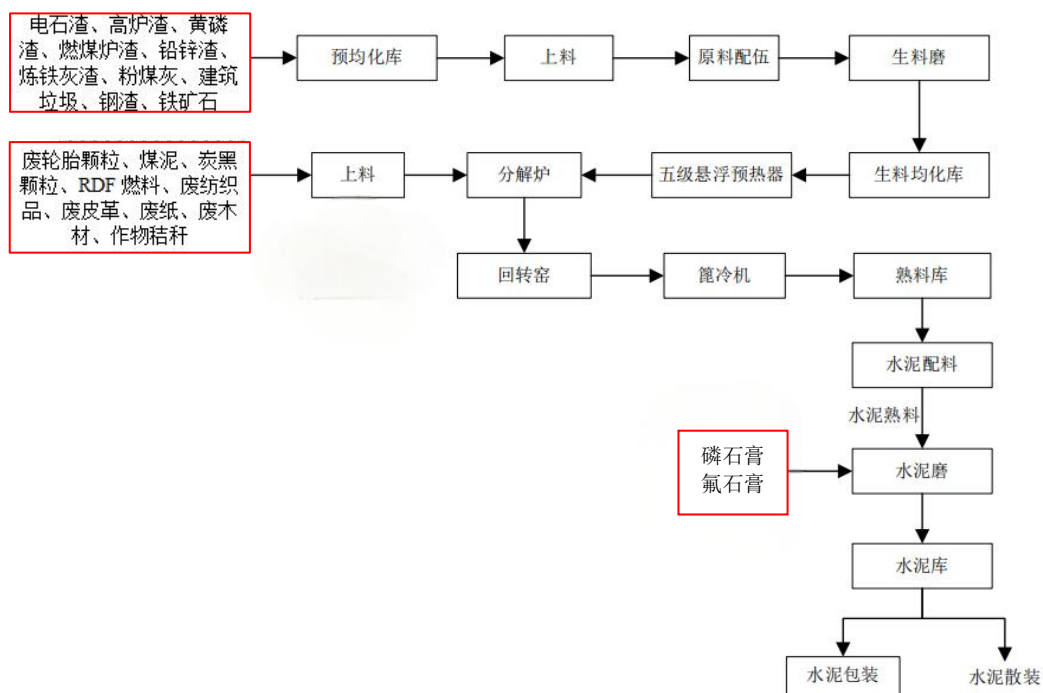 电石渣、高炉渣、黄磷
渣、燃煤炉渣、铅锌渣、
炼铁灰渣、粉煤灰、建筑
垃圾、钢渣、铁矿石
预均化库
上料
原料配伍
生料磨
废轮胎颗粒、煤泥、炭黑
颗粒、RDF 燃料、废纺织
品、废皮革、废纸、废木
材、作物秸秆
上料
分解炉
五级悬浮预热器
生料均化库
回转窑
篦冷机
熟料库
水泥配料
水泥熟料
磷石膏
氟石膏
水泥磨
水泥库
水泥包装
水泥散装